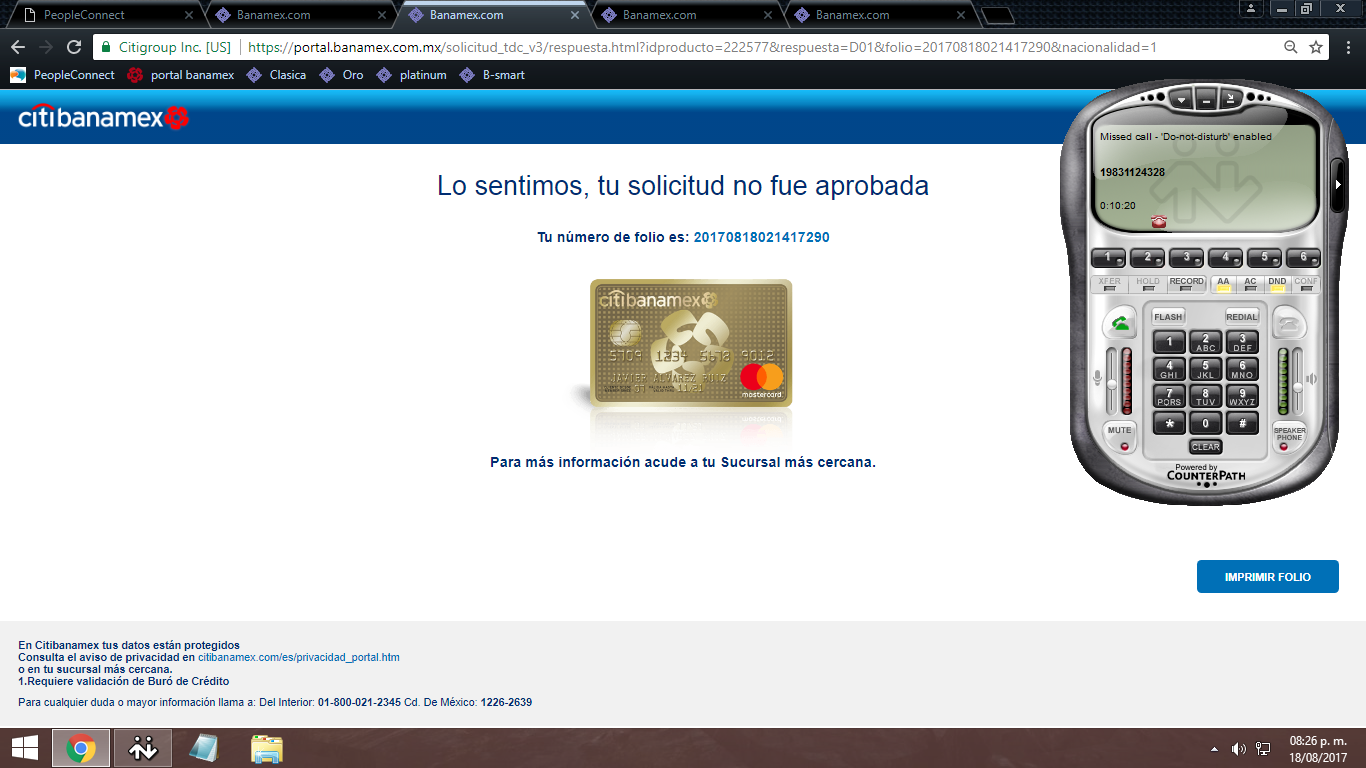 PeopleConnect
Banamex.com
Banamex.com
Banamex.com
Banamex.com
Citigroup Inc. [US]
https://portal.banamex.com.mx/solicitud_tdc_v3/respuesta.html?idproducto=222577&respuesta=D01&folio=20170818021417290&nacionalidad=1
PeopleConnect
portal banamex
Clasica
Oro
platinum
B-smart
citibanamex
Lo sentimos, tu solicitud no fue aprobada
Tu número de folio es: 20170818021417290
citibanamex
5709 1234 5678 9012
JAVIER ALVAREZ RUIZ
07 11/21
mastercard
Para más información acude a tu Sucursal más cercana.
Missed call - 'Do-not-disturb' enabled
19831124328
0:10:20
1 2 3 4 5 6
XFER HOLD RECORD AA AC DND CONF
FLASH REDIAL
1 2 ABC 3 DEF
4 GHI 5 JKL 6 MNO
7 PQRS 8 TUV 9 WXYZ
* 0 #
MUTE
SPEAKER PHONE
CLEAR
Powered by
COUNTERPATH
IMPRIMIR FOLIO
En Citibanamex tus datos están protegidos
Consulta el aviso de privacidad en citibanamex.com/es/privacidad_portal.htm
o en tu sucursal más cercana.
1.Requiere validación de Buró de Crédito
Para cualquier duda o mayor información llama a: Del Interior: 01-800-021-2345 Cd. De México: 1226-2639
08:26 p. m.
18/08/2017